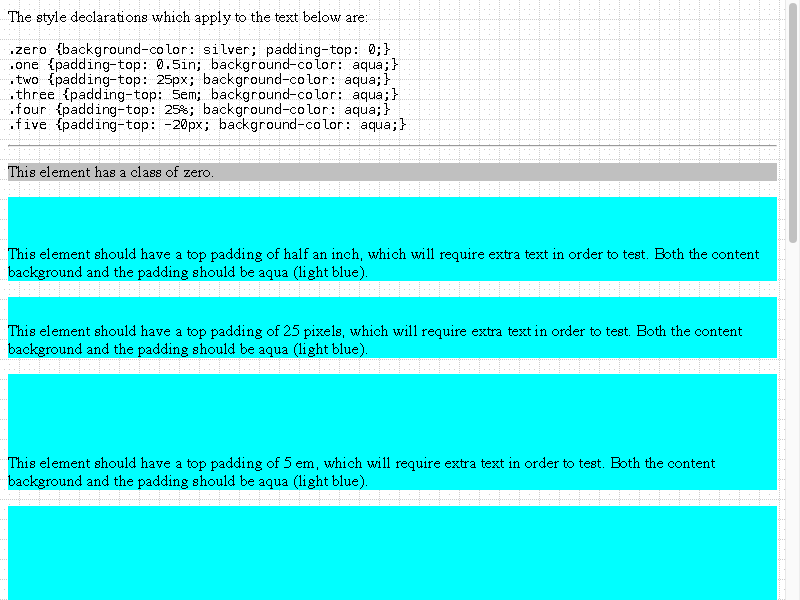 The style declarations which apply to the text below are:
.zero {background-color: silver; padding-top: 0;}
.one {padding-top: 0.5in; background-color: aqua;}
.two {padding-top: 25px; background-color: aqua;}
.three {padding-top: 5em; background-color: aqua;}
.four {padding-top: 25%; background-color: aqua;}
.five {padding-top: -20px; background-color: aqua;}
This element has a class of zero.
This element should have a top padding of half an inch, which will require extra text in order to test. Both the content
background and the padding should be aqua (light blue).
This element should have a top padding of 25 pixels, which will require extra text in order to test. Both the content
background and the padding should be aqua (light blue).
This element should have a top padding of 5 em, which will require extra text in order to test. Both the content
background and the padding should be aqua (light blue).